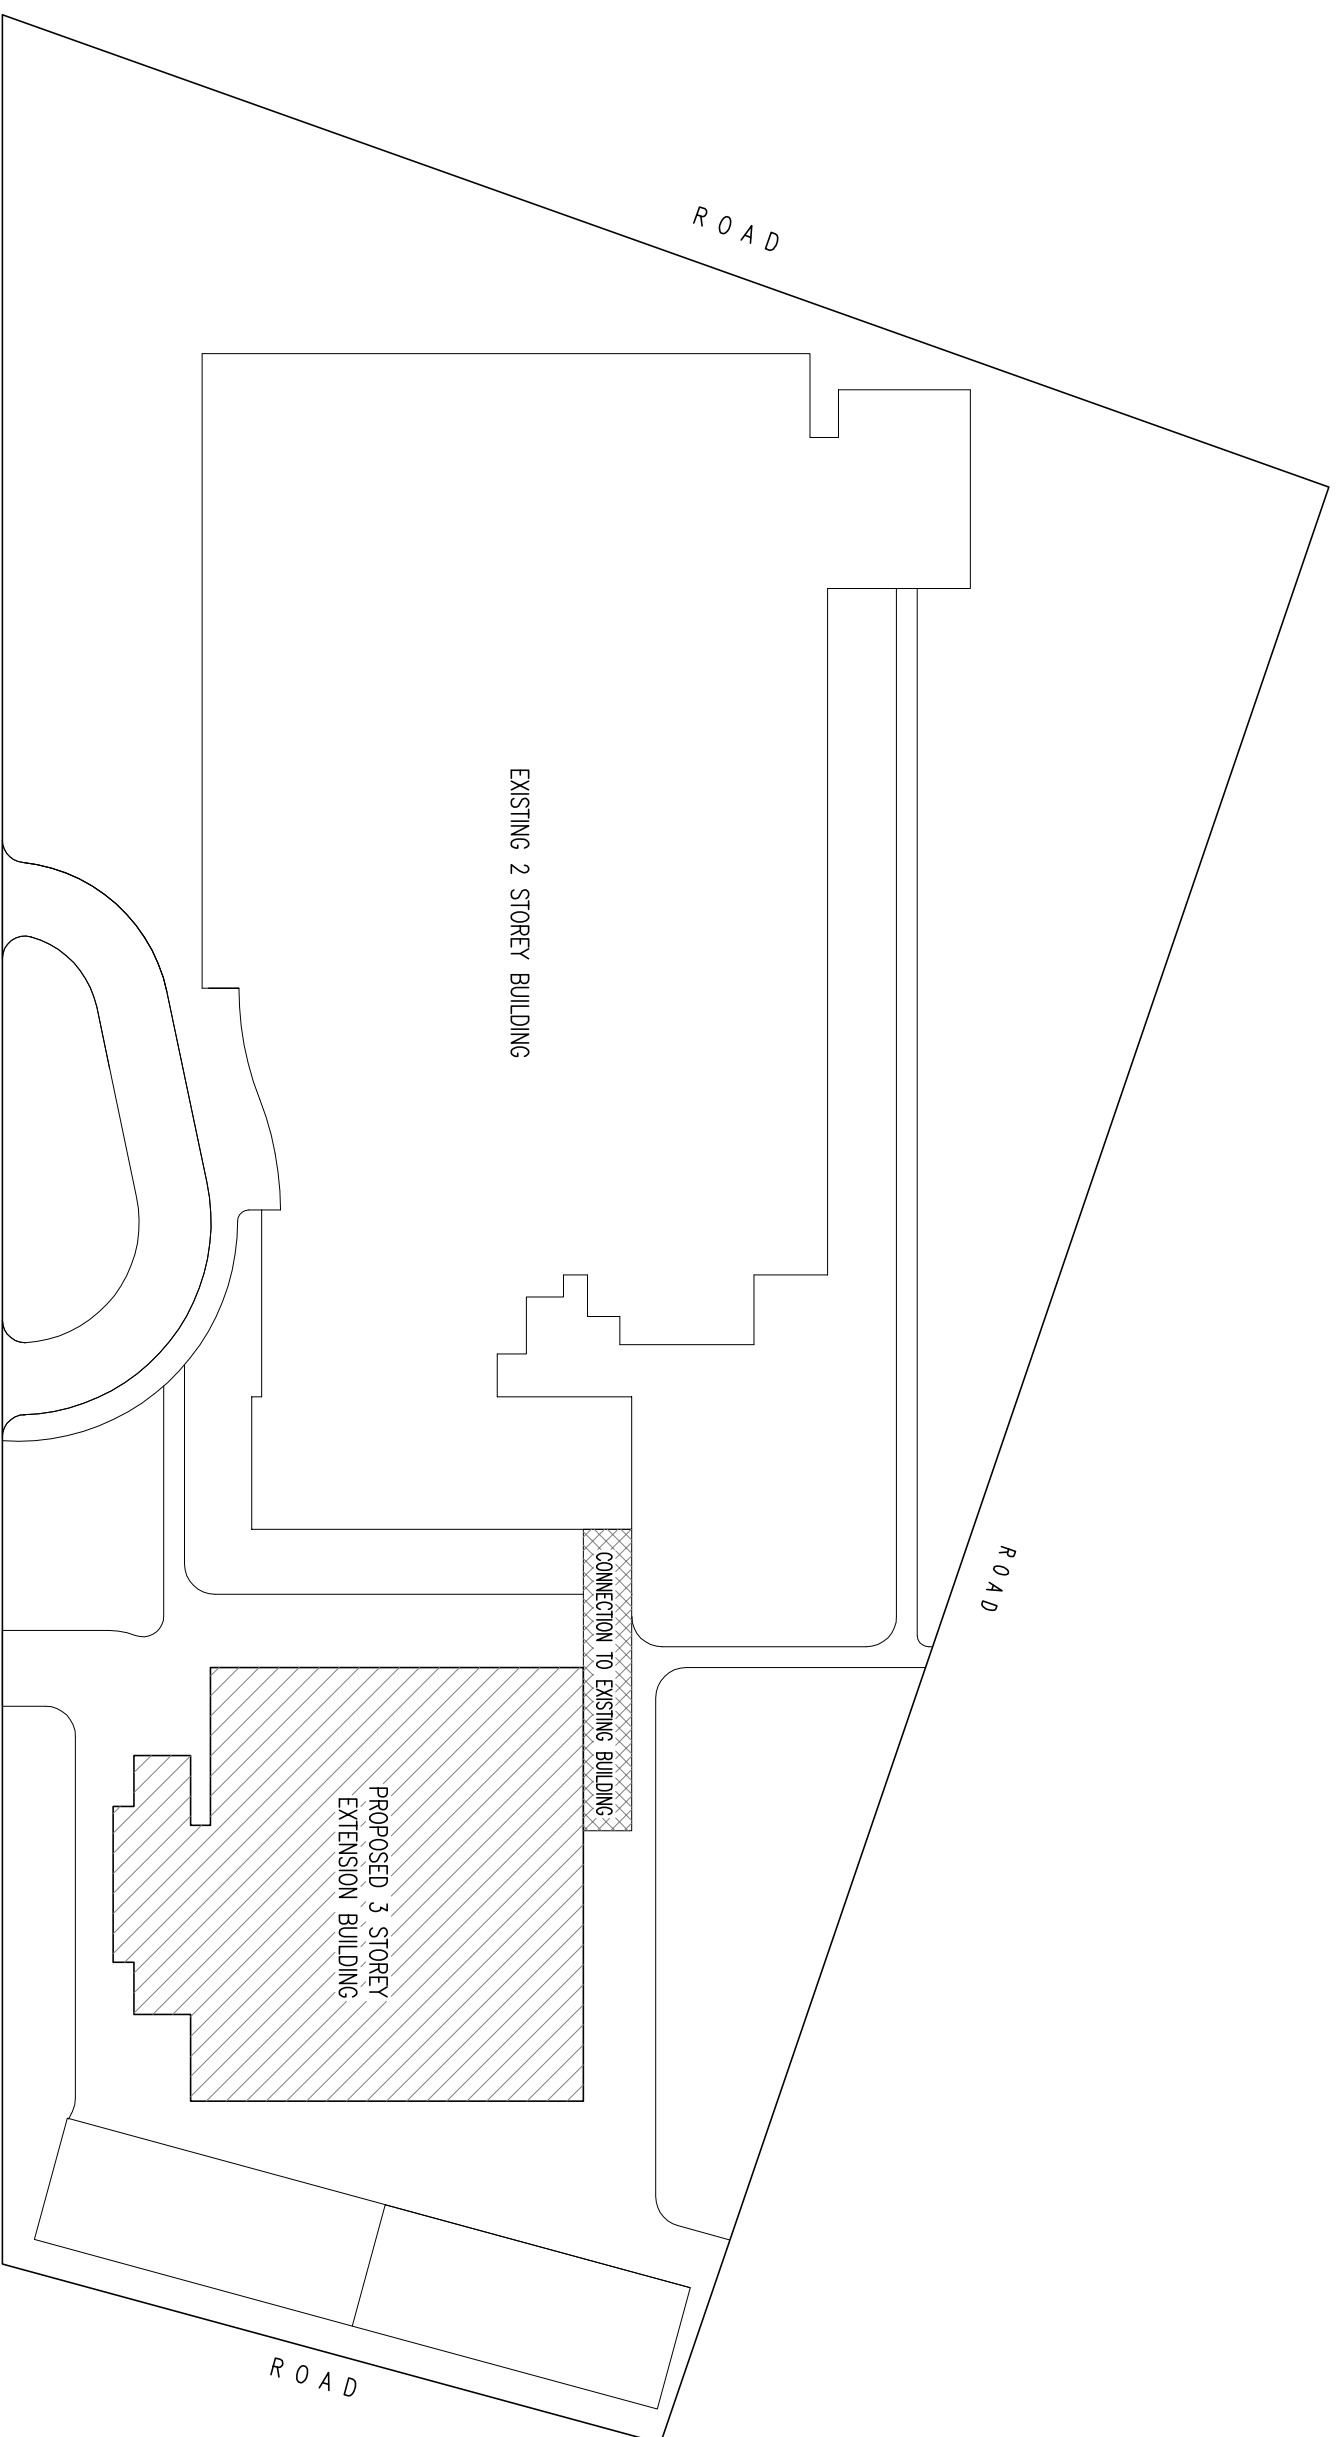 ROAD
EXISTING 2 STOREY BUILDING
ROAD
CONNECTION TO EXISTING BUILDING
PROPOSED 3 STOREY
EXTENSION BUILDING
ROAD